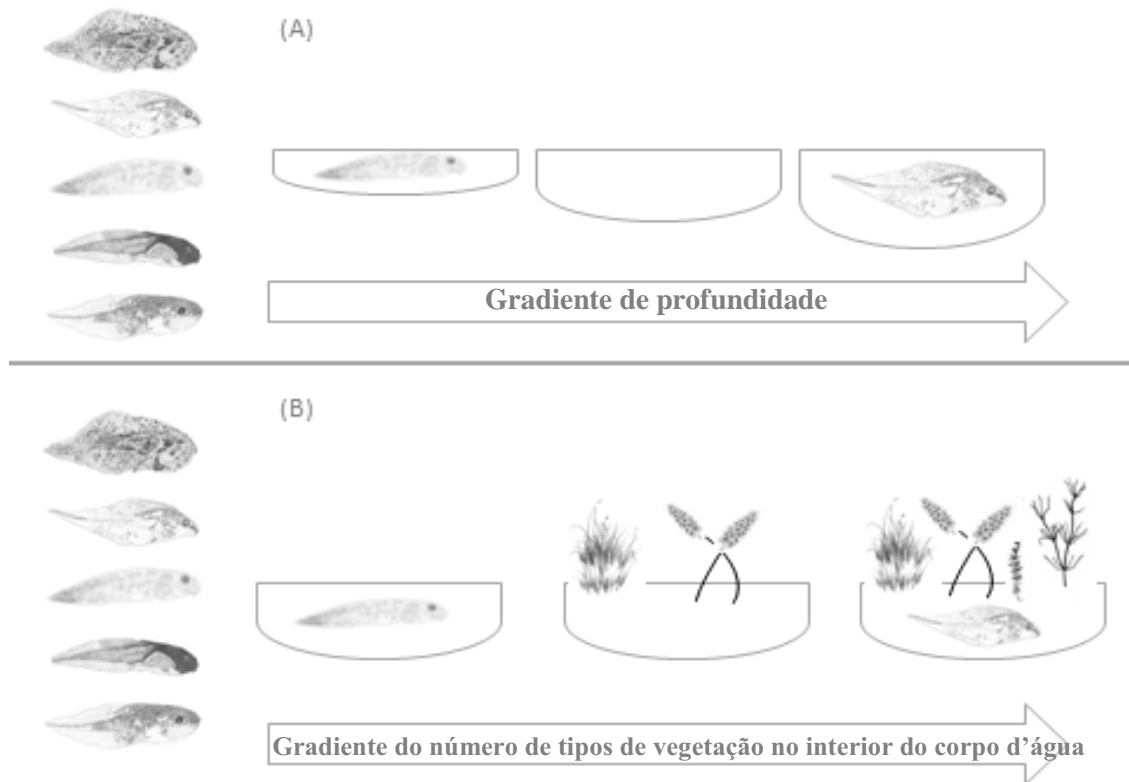 (A)
Gradiente de profundidade
(B)
Gradiente do número de tipos de vegetação no interior do corpo d’água